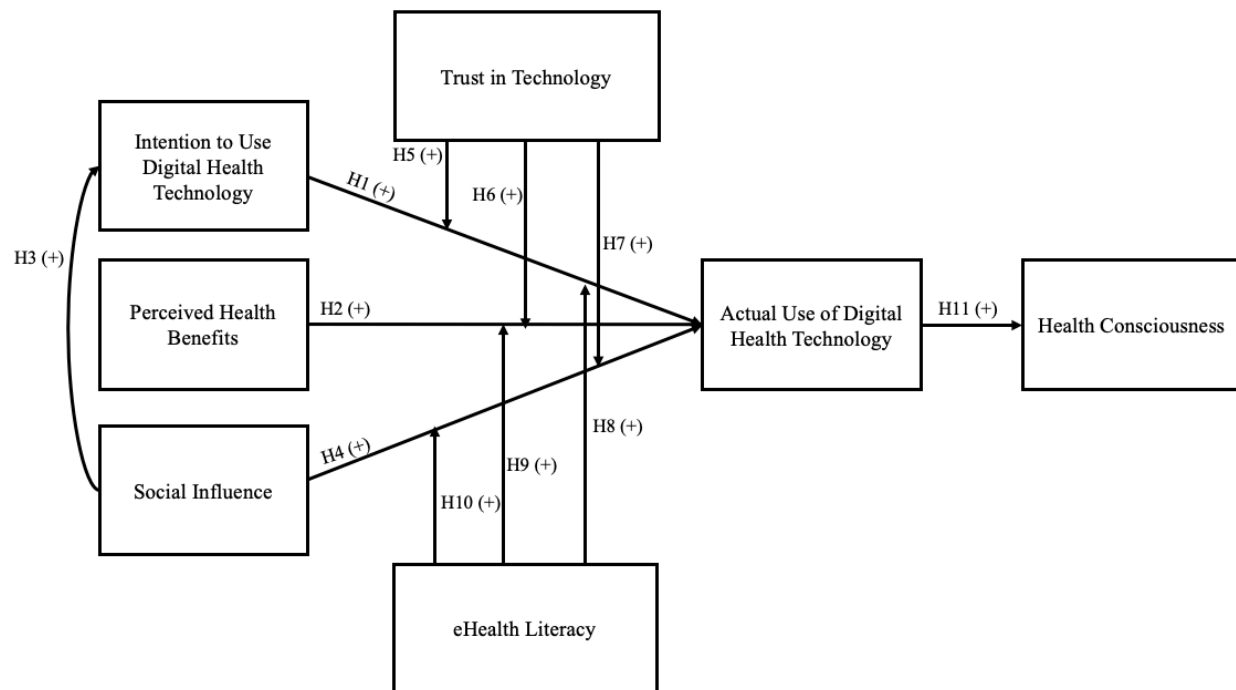 Trust in Technology
Intention to Use
Digital Health
Technology
H5 (+)
H1 (+)
H6 (+)
H3 (+)
H7 (+)
Perceived Health
Benefits
H2 (+)
Actual Use of Digital
Health Technology
H11 (+)
Health Consciousness
H4 (+)
H8 (+)
Social Influence
H9 (+)
H10 (+)
eHealth Literacy